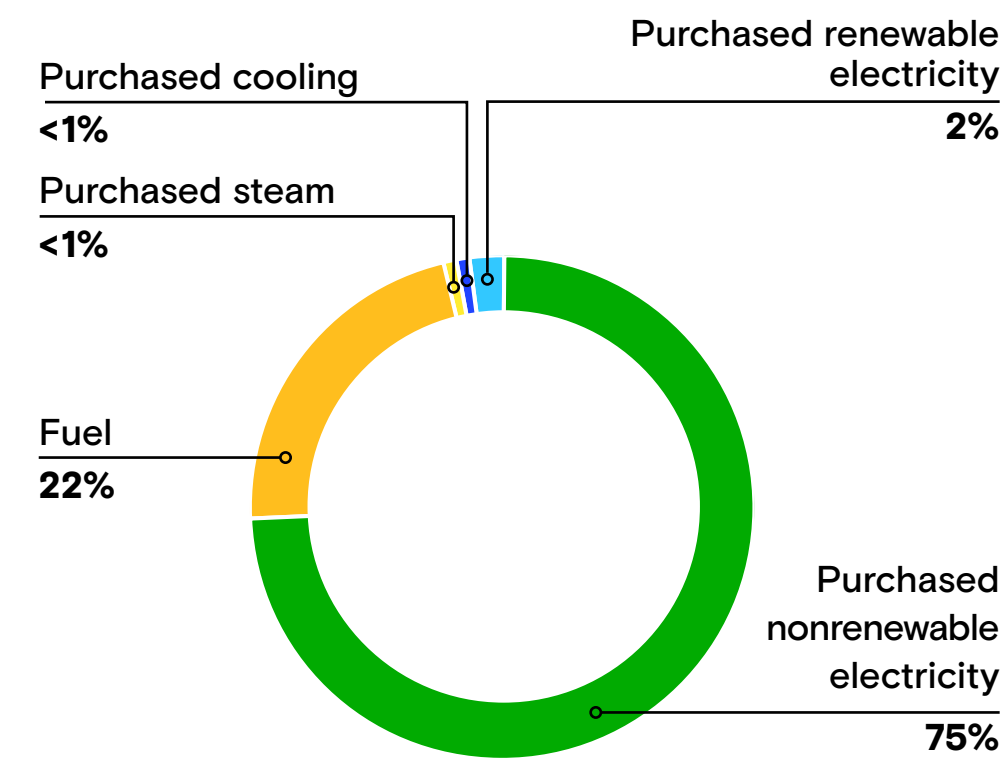 Purchased renewable
electricity
2%
Purchased cooling
<1%
Purchased steam
<1%
Fuel
22%
Purchased
nonrenewable
electricity
75%